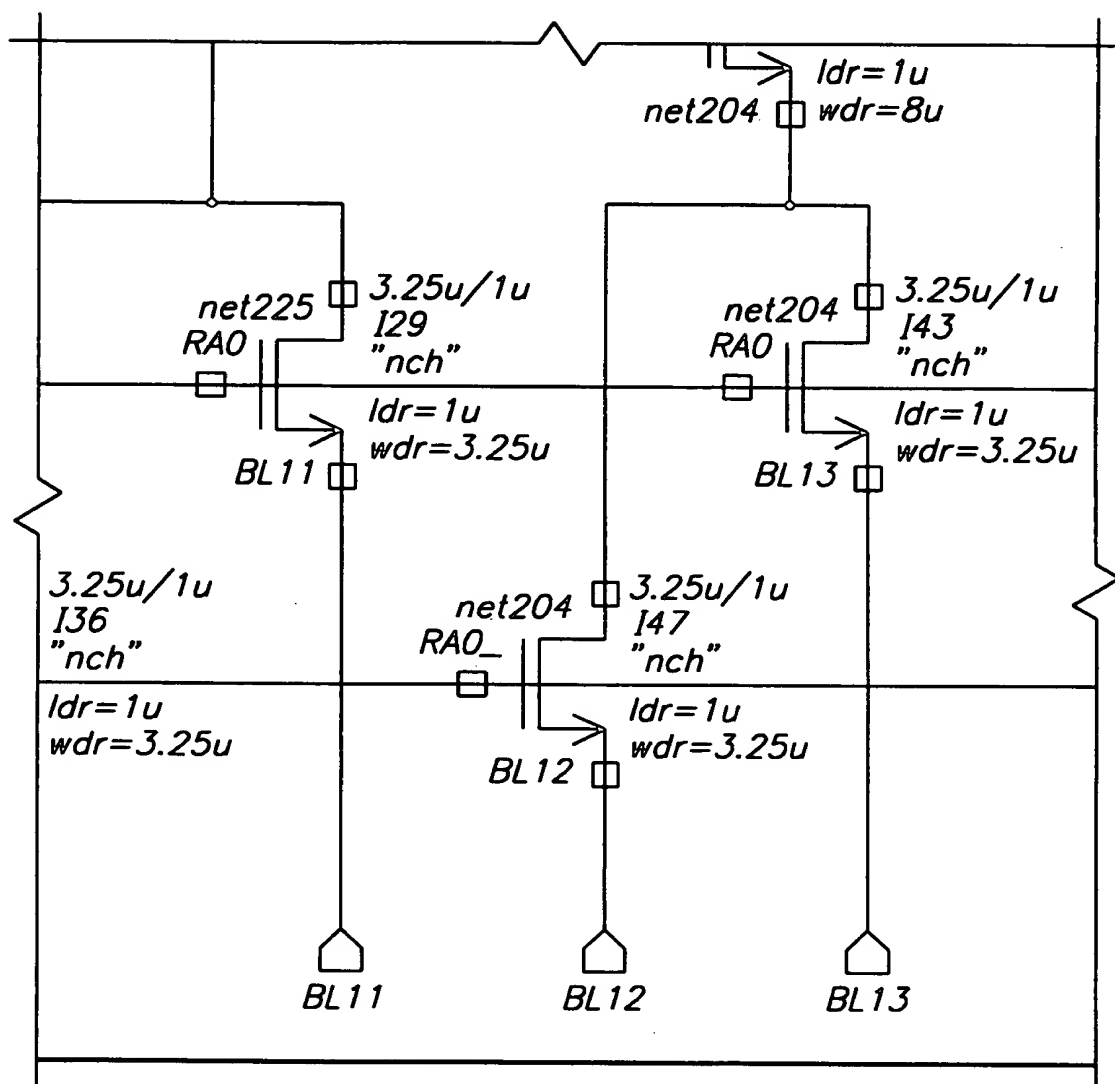 ldr=1u
net204 wdr=8u
net225 3.25u/1u
RA0 I29
"nch"
ldr=1u
wdr=3.25u
BL11
net204 3.25u/1u
RA0 I43
"nch"
ldr=1u
wdr=3.25u
BL13
3.25u/1u
I36
"nch"
ldr=1u
wdr=3.25u
net204 3.25u/1u
RA0_ I47
"nch"
ldr=1u
wdr=3.25u
BL12
BL11
BL12
BL13